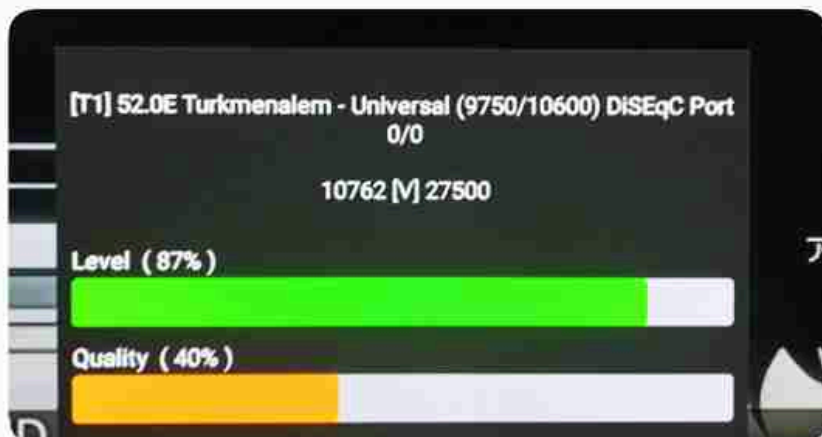 [T1] 52.0E Turkmenalem - Universal (9750/10600) DiSEqC Port
0/0
10762 [V] 27500
Level ( 87% )
Quality ( 40% )
D